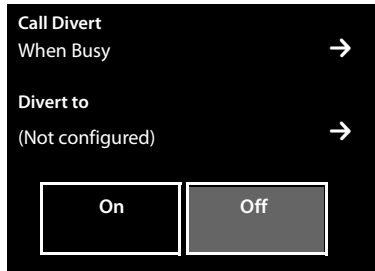 Call Divert
When Busy
Divert to
(Not configured)
On Off